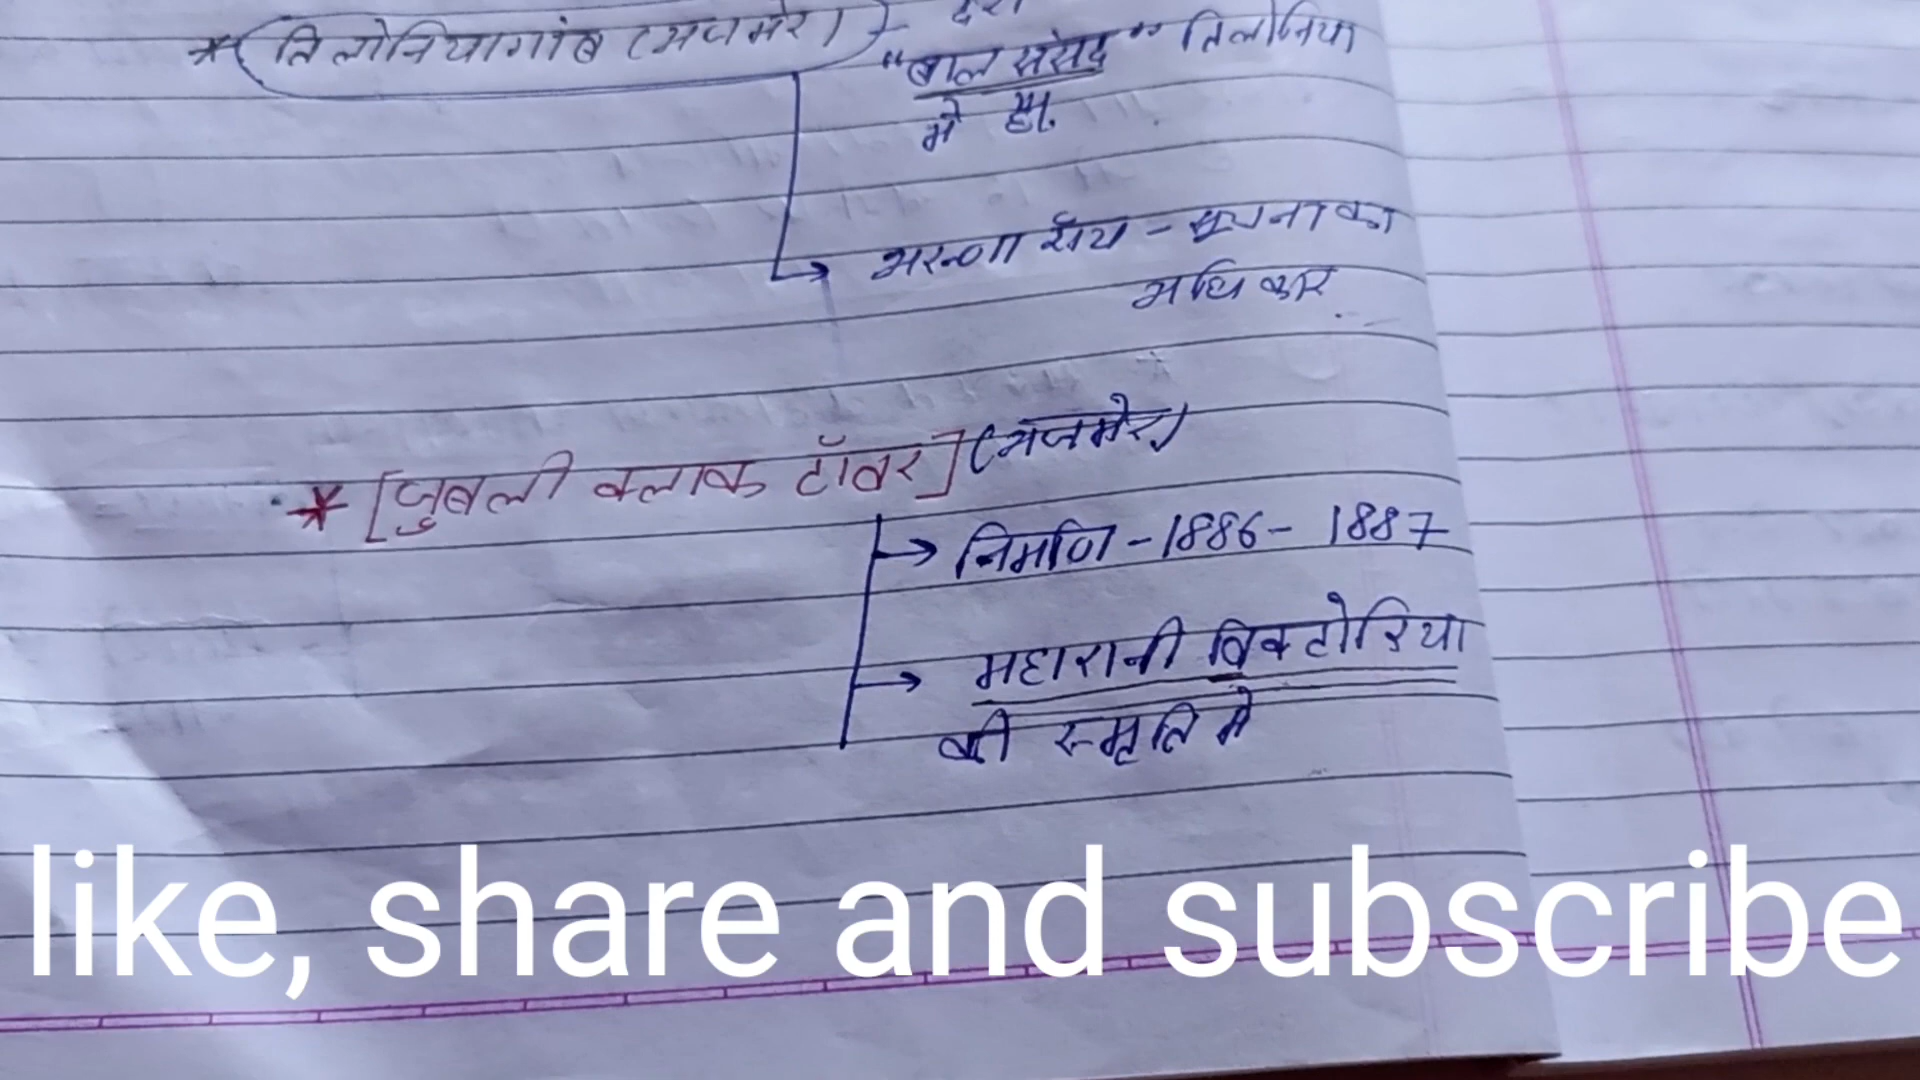 * तिलोनिया गांव (अजमेर) -
"बाल संसद" तिलोनिया
में है।
→ अरूणा रॉय - सूचना का
अधिकार
* [जुबली क्लाक टॉवर] (अजमेर)
→ निर्माण - 1886 - 1887
→ महारानी विक्टोरिया
की स्मृति में
like, share and subscribe